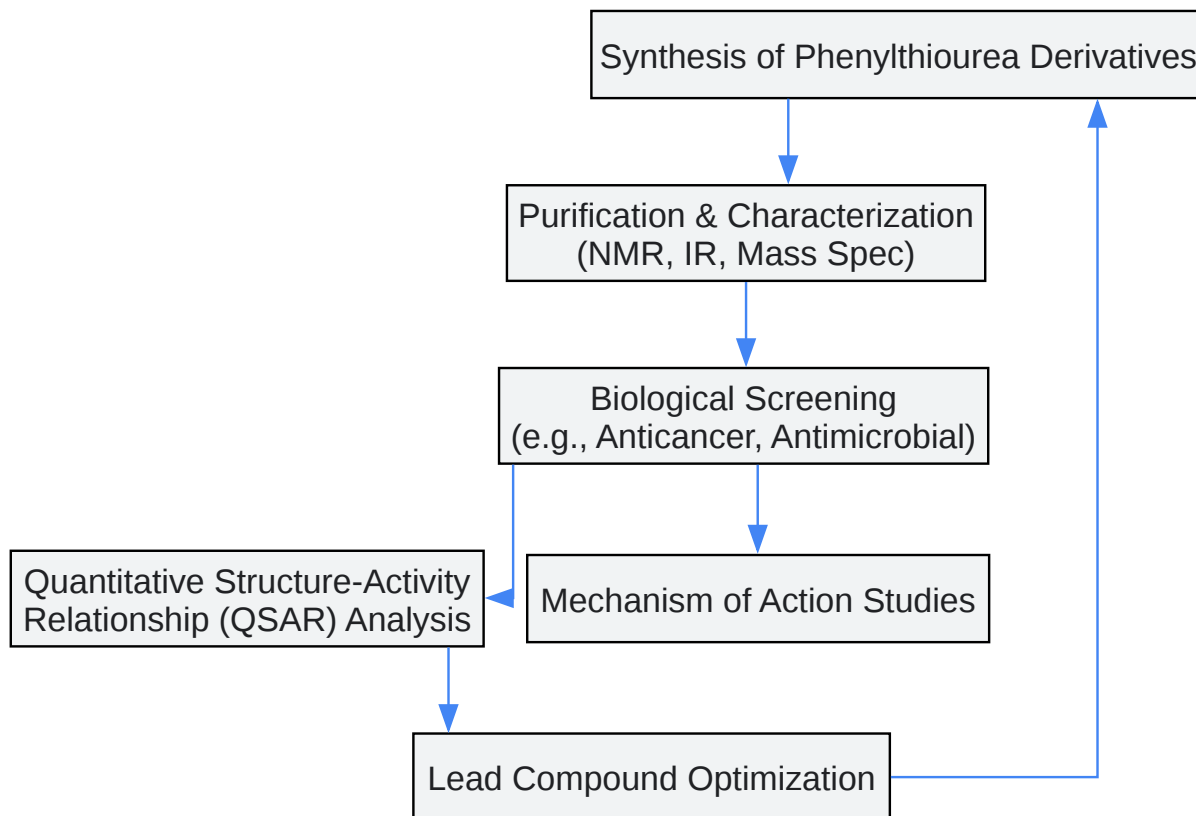 Synthesis of Phenylthiourea Derivatives
Purification & Characterization
(NMR, IR, Mass Spec)
Biological Screening
(e.g., Anticancer, Antimicrobial)
Quantitative Structure-Activity
Relationship (QSAR) Analysis
Mechanism of Action Studies
Lead Compound Optimization